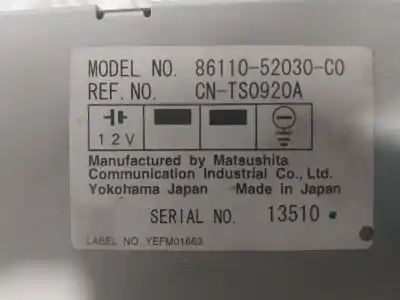 MODEL NO. 86110-52030-C0
REF. NO. CN-TS0920A
12V
Manufactured by Matsushita
Communication Industrial Co., Ltd.
Yokohama Japan Made in Japan
SERIAL NO. 13510
LABEL NO YEFM01663